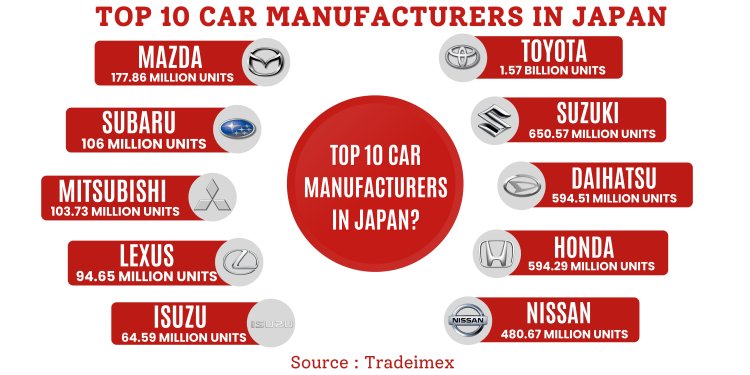 TOP 10 CAR MANUFACTURERS IN JAPAN
MAZDA
177.86 MILLION UNITS
SUBARU
106 MILLION UNITS
MITSUBISHI
103.73 MILLION UNITS
LEXUS
94.65 MILLION UNITS
ISUZU
64.59 MILLION UNITS
ISUZU
TOP 10 CAR
MANUFACTURERS
IN JAPAN?
TOYOTA
1.57 BILLION UNITS
SUZUKI
650.57 MILLION UNITS
DAIHATSU
594.51 MILLION UNITS
HONDA
594.29 MILLION UNITS
NISSAN
NISSAN
480.67 MILLION UNITS
Source : Tradeimex